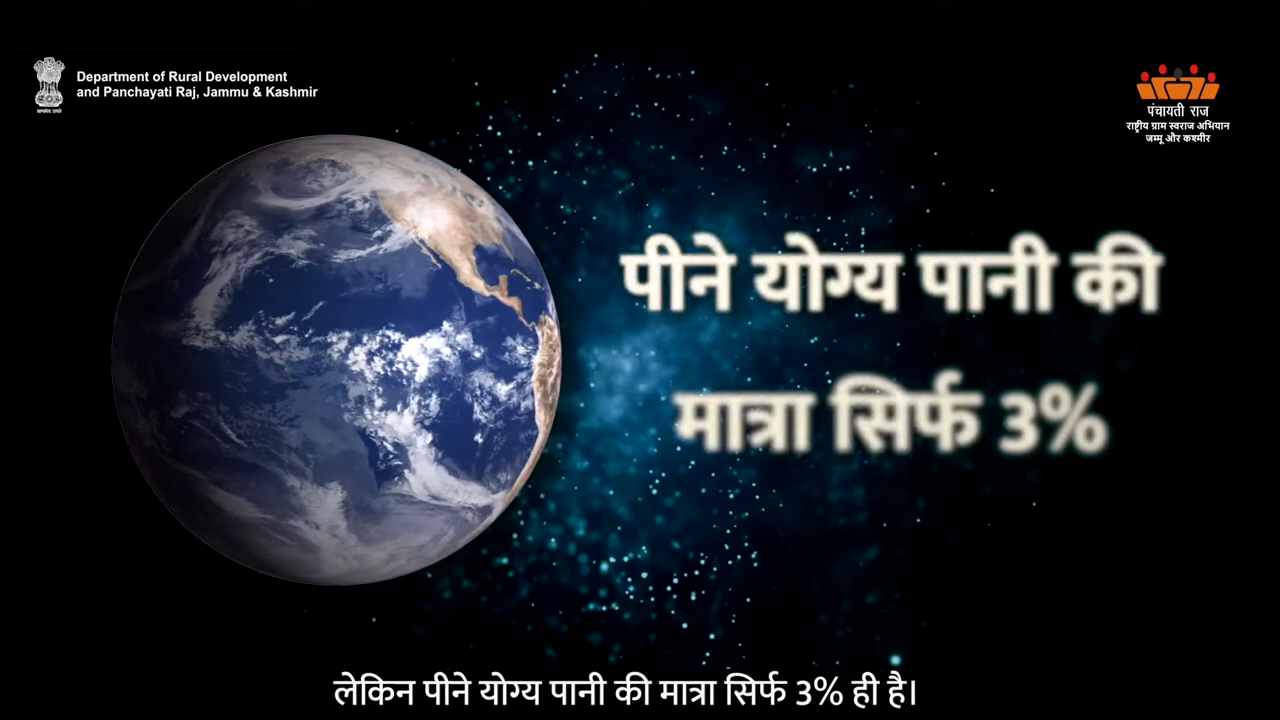 Department of Rural Development
and Panchayati Raj, Jammu & Kashmir
पंचायती राज
राष्ट्रीय ग्राम स्वराज अभियान
जम्मू और कश्मीर
पीने योग्य पानी की
मात्रा सिर्फ 3%
लेकिन पीने योग्य पानी की मात्रा सिर्फ 3% ही है।